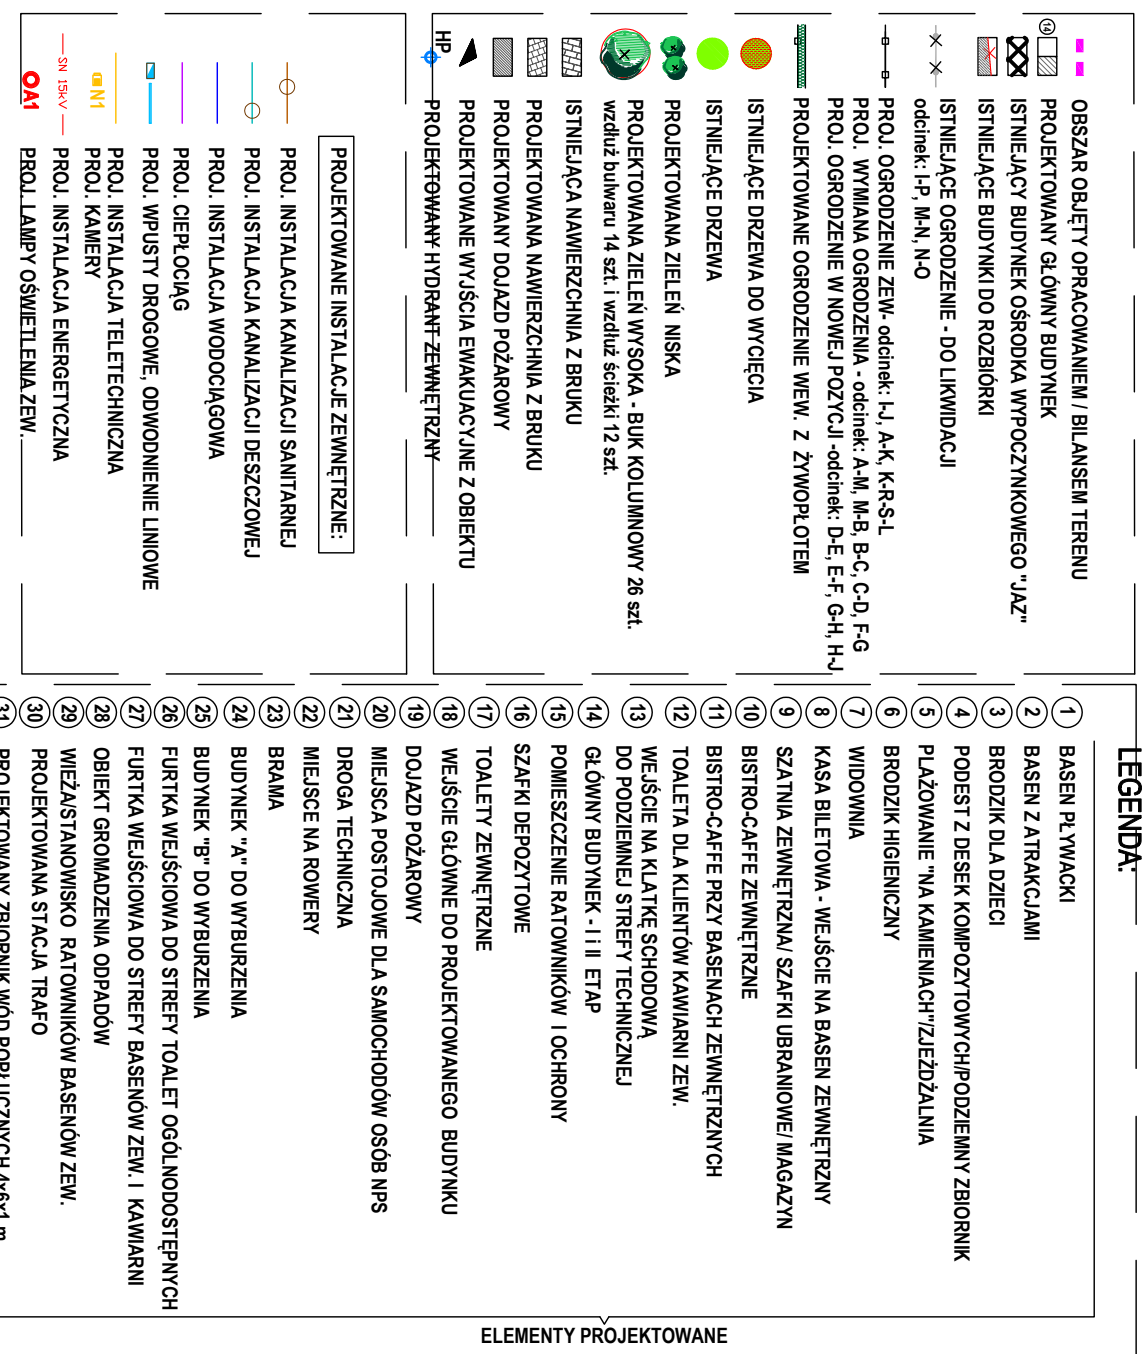 LEGENDA:
1 BASEN PŁYWACKI
2 BASEN Z ATRAKCJAMI
3 BRODZIK DLA DZIECI
4 PODEST Z DESEK KOMPOZYTOWYCH/PODZIEMNY ZBIORNIK
5 PLAŻOWANIE "NA KAMIENIACH"/ZJEŻDŻALNIA
6 BRODZIK HIGIENICZNY
7 WIDOWNIA
8 KASA BILETOWA - WEJŚCIE NA BASEN ZEWNĘTRZNY
9 SZATNIA ZEWNĘTRZNA/ SZAFKI UBRANIOWE/ MAGAZYN
10 BISTRO-CAFFE ZEWNĘTRZNE
11 BISTRO-CAFFE PRZY BASENACH ZEWNĘTRZNYCH
12 TOALETA DLA KLIENTÓW KAWIARNI ZEW.
13 WEJŚCIE NA KLATKĘ SCHODOWĄ
DO PODZIEMNEJ STREFY TECHNICZNEJ
14 GŁÓWNY BUDYNEK - I i II ETAP
15 POMIESZCZENIE RATOWNIKÓW I OCHRONY
16 SZAFKI DEPOZYTOWE
17 TOALETY ZEWNĘTRZNE
18 WEJŚCIE GŁÓWNE DO PROJEKTOWANEGO BUDYNKU
19 DOJAZD POŻAROWY
20 MIEJSCA POSTOJOWE DLA SAMOCHODÓW OSÓB NPS
21 DROGA TECHNICZNA
22 MIEJSCE NA ROWERY
23 BRAMA
24 BUDYNEK "A" DO WYBURZENIA
25 BUDYNEK "B" DO WYBURZENIA
26 FURTKA WEJŚCIOWA DO STREFY TOALET OGÓLNODOSTĘPNYCH
27 FURTKA WEJŚCIOWA DO STREFY BASENÓW ZEW. I KAWIARNI
28 OBIEKT GROMADZENIA ODPADÓW
29 WIEŻA/STANOWISKO RATOWNIKÓW BASENÓW ZEW.
30 PROJEKTOWANA STACJA TRAFO
31 PROJEKTOWANY ZBIORNIK WÓD POPŁUCZNYCH 4x6x1 m
ELEMENTY PROJEKTOWANE
OBSZAR OBJĘTY OPRACOWANIEM / BILANSEM TERENU
14 PROJEKTOWANY GŁÓWNY BUDYNEK
ISTNIEJĄCY BUDYNEK OŚRODKA WYPOCZYNKOWEGO "JAZ"
ISTNIEJĄCE BUDYNKI DO ROZBIÓRKI
ISTNIEJĄCE OGRODZENIE - DO LIKWIDACJI
odcinek: I-P, M-N, N-O
PROJ. OGRODZENIE ZEW- odcinek: I-J, A-K, K-R-S-L
PROJ. WYMIANA OGRODZENIA - odcinek: A-M, M-B, B-C, C-D, F-G
PROJ. OGRODZENIE W NOWEJ POZYCJI -odcinek: D-E, E-F, G-H, H-J
PROJEKTOWANE OGRODZENIE WEW. Z ŻYWOPŁOTEM
ISTNIEJĄCE DRZEWA DO WYCIĘCIA
ISTNIEJĄCE DRZEWA
PROJEKTOWANA ZIELEŃ NISKA
PROJEKTOWANA ZIELEŃ WYSOKA - BUK KOLUMNOWY 26 szt.
wzdłuż bulwaru 14 szt. i wzdłuż ścieżki 12 szt.
ISTNIEJĄCA NAWIERZCHNIA Z BRUKU
PROJEKTOWANA NAWIERZCHNIA Z BRUKU
PROJEKTOWANY DOJAZD POŻAROWY
PROJEKTOWANE WYJŚCIA EWAKUACYJNE Z OBIEKTU
HP PROJEKTOWANY HYDRANT ZEWNĘTRZNY
PROJEKTOWANE INSTALACJE ZEWNĘTRZNE:
PROJ. INSTALACJA KANALIZACJI SANITARNEJ
PROJ. INSTALACJA KANALIZACJI DESZCZOWEJ
PROJ. INSTALACJA WODOCIĄGOWA
PROJ. CIEPŁOCIĄG
PROJ. WPUSTY DROGOWE, ODWODNIENIE LINIOWE
PROJ. INSTALACJA TELETECHNICZNA
N1 PROJ. KAMERY
SN 15kV PROJ. INSTALACJA ENERGETYCZNA
A1 PROJ. LAMPY OŚWIETLENIA ZEW.